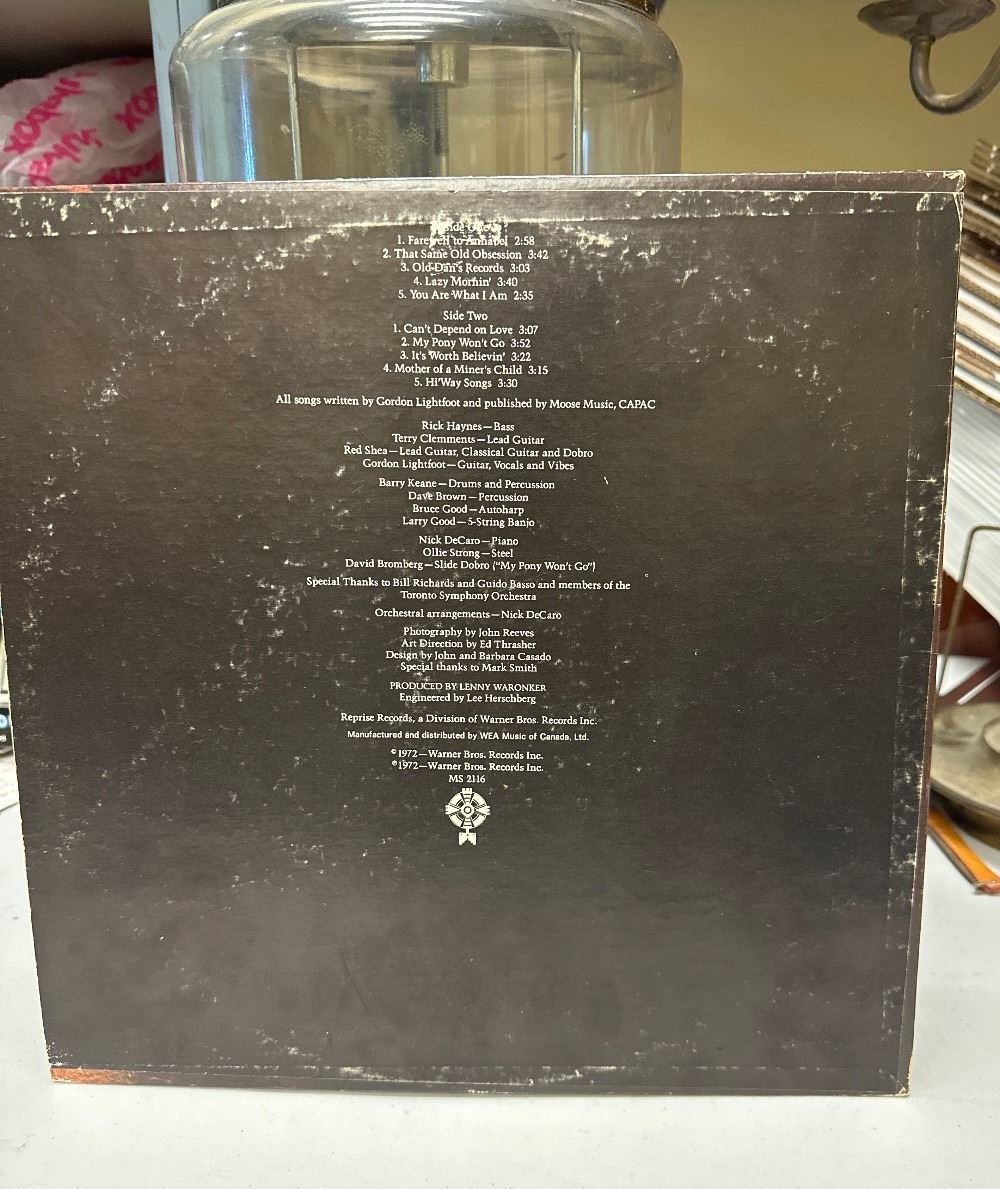 Side One
1. Farewell to Annabel 2:58
2. That Same Old Obsession 3:42
3. Old Dan's Records 3:03
4. Lazy Mornin' 3:40
5. You Are What I Am 2:35
Side Two
1. Can't Depend on Love 3:07
2. My Pony Won't Go 3:52
3. It's Worth Believin' 3:22
4. Mother of a Miner's Child 3:15
5. Hi'Way Songs 3:30
All songs written by Gordon Lightfoot and published by Moose Music, CAPAC
Rick Haynes—Bass
Terry Clemments—Lead Guitar
Red Shea—Lead Guitar, Classical Guitar and Dobro
Gordon Lightfoot—Guitar, Vocals and Vibes
Barry Keane—Drums and Percussion
Dave Brown—Percussion
Bruce Good—Autoharp
Larry Good—5-String Banjo
Nick DeCaro—Piano
Ollie Strong—Steel
David Bromberg—Slide Dobro ("My Pony Won't Go")
Special Thanks to Bill Richards and Guido Basso and members of the
Toronto Symphony Orchestra
Orchestral arrangements—Nick DeCaro
Photography by John Reeves
Art Direction by Ed Thrasher
Design by John and Barbara Casado
Special thanks to Mark Smith
PRODUCED BY LENNY WARONKER
Engineered by Lee Herschberg
Reprise Records, a Division of Warner Bros. Records Inc.
Manufactured and distributed by WEA Music of Canada, Ltd.
©1972—Warner Bros. Records Inc.
℗1972—Warner Bros. Records Inc.
MS 2116